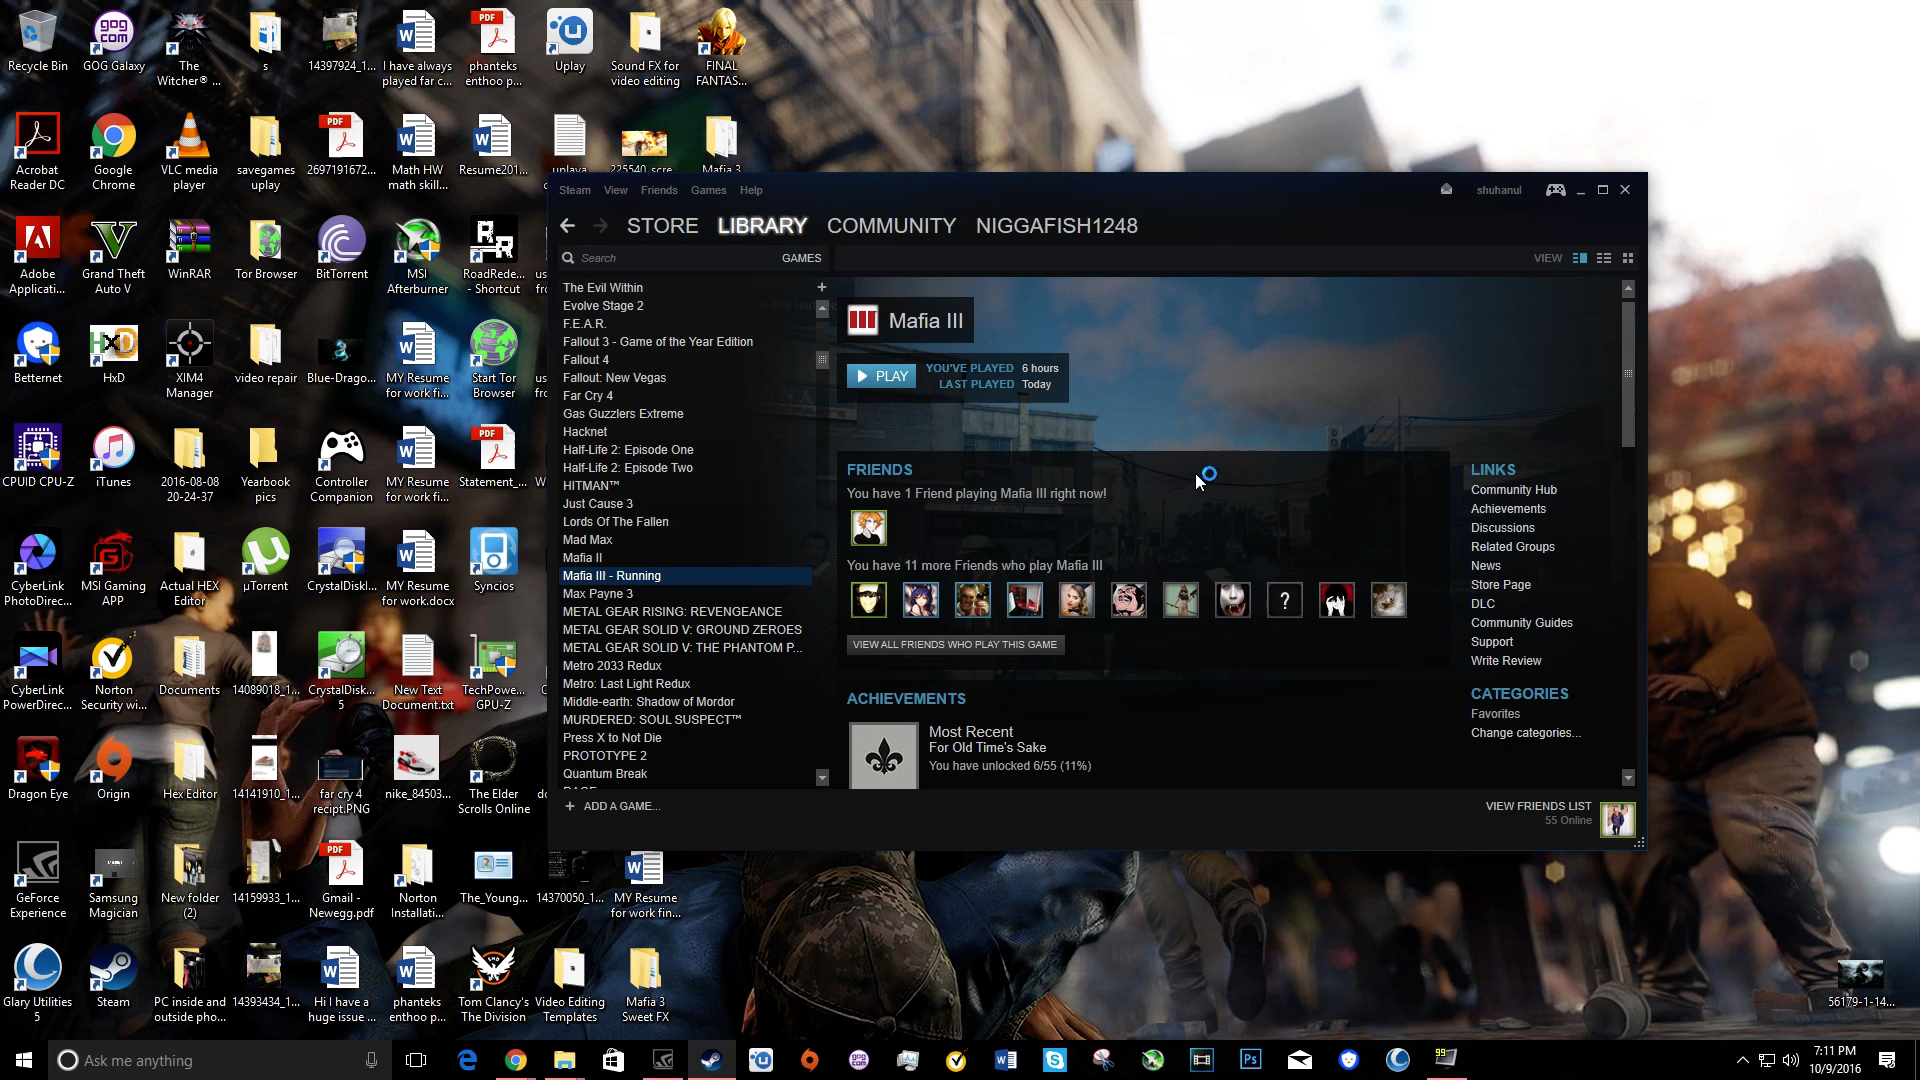 Recycle Bin
GOG Galaxy
The Witcher® ...
s
14397924_1...
I have always played far c...
phanteks enthoo p...
Uplay
Sound FX for video editing
FINAL FANTAS...
Acrobat Reader DC
Google Chrome
VLC media player
savegames uplay
2697191672...
Math HW math skill...
Resume201...
225540_scre...
Mafia 3
Adobe Applicati...
Grand Theft Auto V
WinRAR
Tor Browser
BitTorrent
MSI Afterburner
RoadRede... - Shortcut
Betternet
HxD
XIM4 Manager
video repair
Blue-Drago...
MY Resume for work fi...
Start Tor Browser
CPUID CPU-Z
iTunes
2016-08-08 20-24-37
Yearbook pics
Controller Companion
MY Resume for work fi...
Statement_...
CyberLink PhotoDirec...
MSI Gaming APP
Actual HEX Editor
µTorrent
CrystalDiskI...
MY Resume for work.docx
Syncios
CyberLink PowerDirec...
Norton Security wi...
Documents
14089018_1...
CrystalDisk... 5
New Text Document.txt
TechPowe... GPU-Z
Dragon Eye
Origin
Hex Editor
14141910_1...
far cry 4 recipt.PNG
nike_84503...
The Elder Scrolls Online
GeForce Experience
Samsung Magician
New folder (2)
14159933_1...
Gmail - Newegg.pdf
Norton Installati...
The_Young...
14370050_1...
MY Resume for work fin...
Glary Utilities 5
Steam
PC inside and outside pho...
14393434_1...
Hi I have a huge issue ...
phanteks enthoo p...
Tom Clancy's The Division
Video Editing Templates
Mafia 3 Sweet FX
56179-1-14...
Steam View Friends Games Help
shuhanul
STORE LIBRARY COMMUNITY NIGGAFISH1248
Search
GAMES
VIEW
The Evil Within
Evolve Stage 2
F.E.A.R.
Fallout 3 - Game of the Year Edition
Fallout 4
Fallout: New Vegas
Far Cry 4
Gas Guzzlers Extreme
Hacknet
Half-Life 2: Episode One
Half-Life 2: Episode Two
HITMAN™
Just Cause 3
Lords Of The Fallen
Mad Max
Mafia II
Mafia III - Running
Max Payne 3
METAL GEAR RISING: REVENGEANCE
METAL GEAR SOLID V: GROUND ZEROES
METAL GEAR SOLID V: THE PHANTOM P...
Metro 2033 Redux
Metro: Last Light Redux
Middle-earth: Shadow of Mordor
MURDERED: SOUL SUSPECT™
Press X to Not Die
PROTOTYPE 2
Quantum Break
+ ADD A GAME...
Mafia III
PLAY
YOU'VE PLAYED 6 hours
LAST PLAYED Today
FRIENDS
You have 1 Friend playing Mafia III right now!
You have 11 more Friends who play Mafia III
VIEW ALL FRIENDS WHO PLAY THIS GAME
ACHIEVEMENTS
Most Recent
For Old Time's Sake
You have unlocked 6/55 (11%)
LINKS
Community Hub
Achievements
Discussions
Related Groups
News
Store Page
DLC
Community Guides
Support
Write Review
CATEGORIES
Favorites
Change categories...
VIEW FRIENDS LIST
55 Online
Ask me anything
99
7:11 PM
10/9/2016